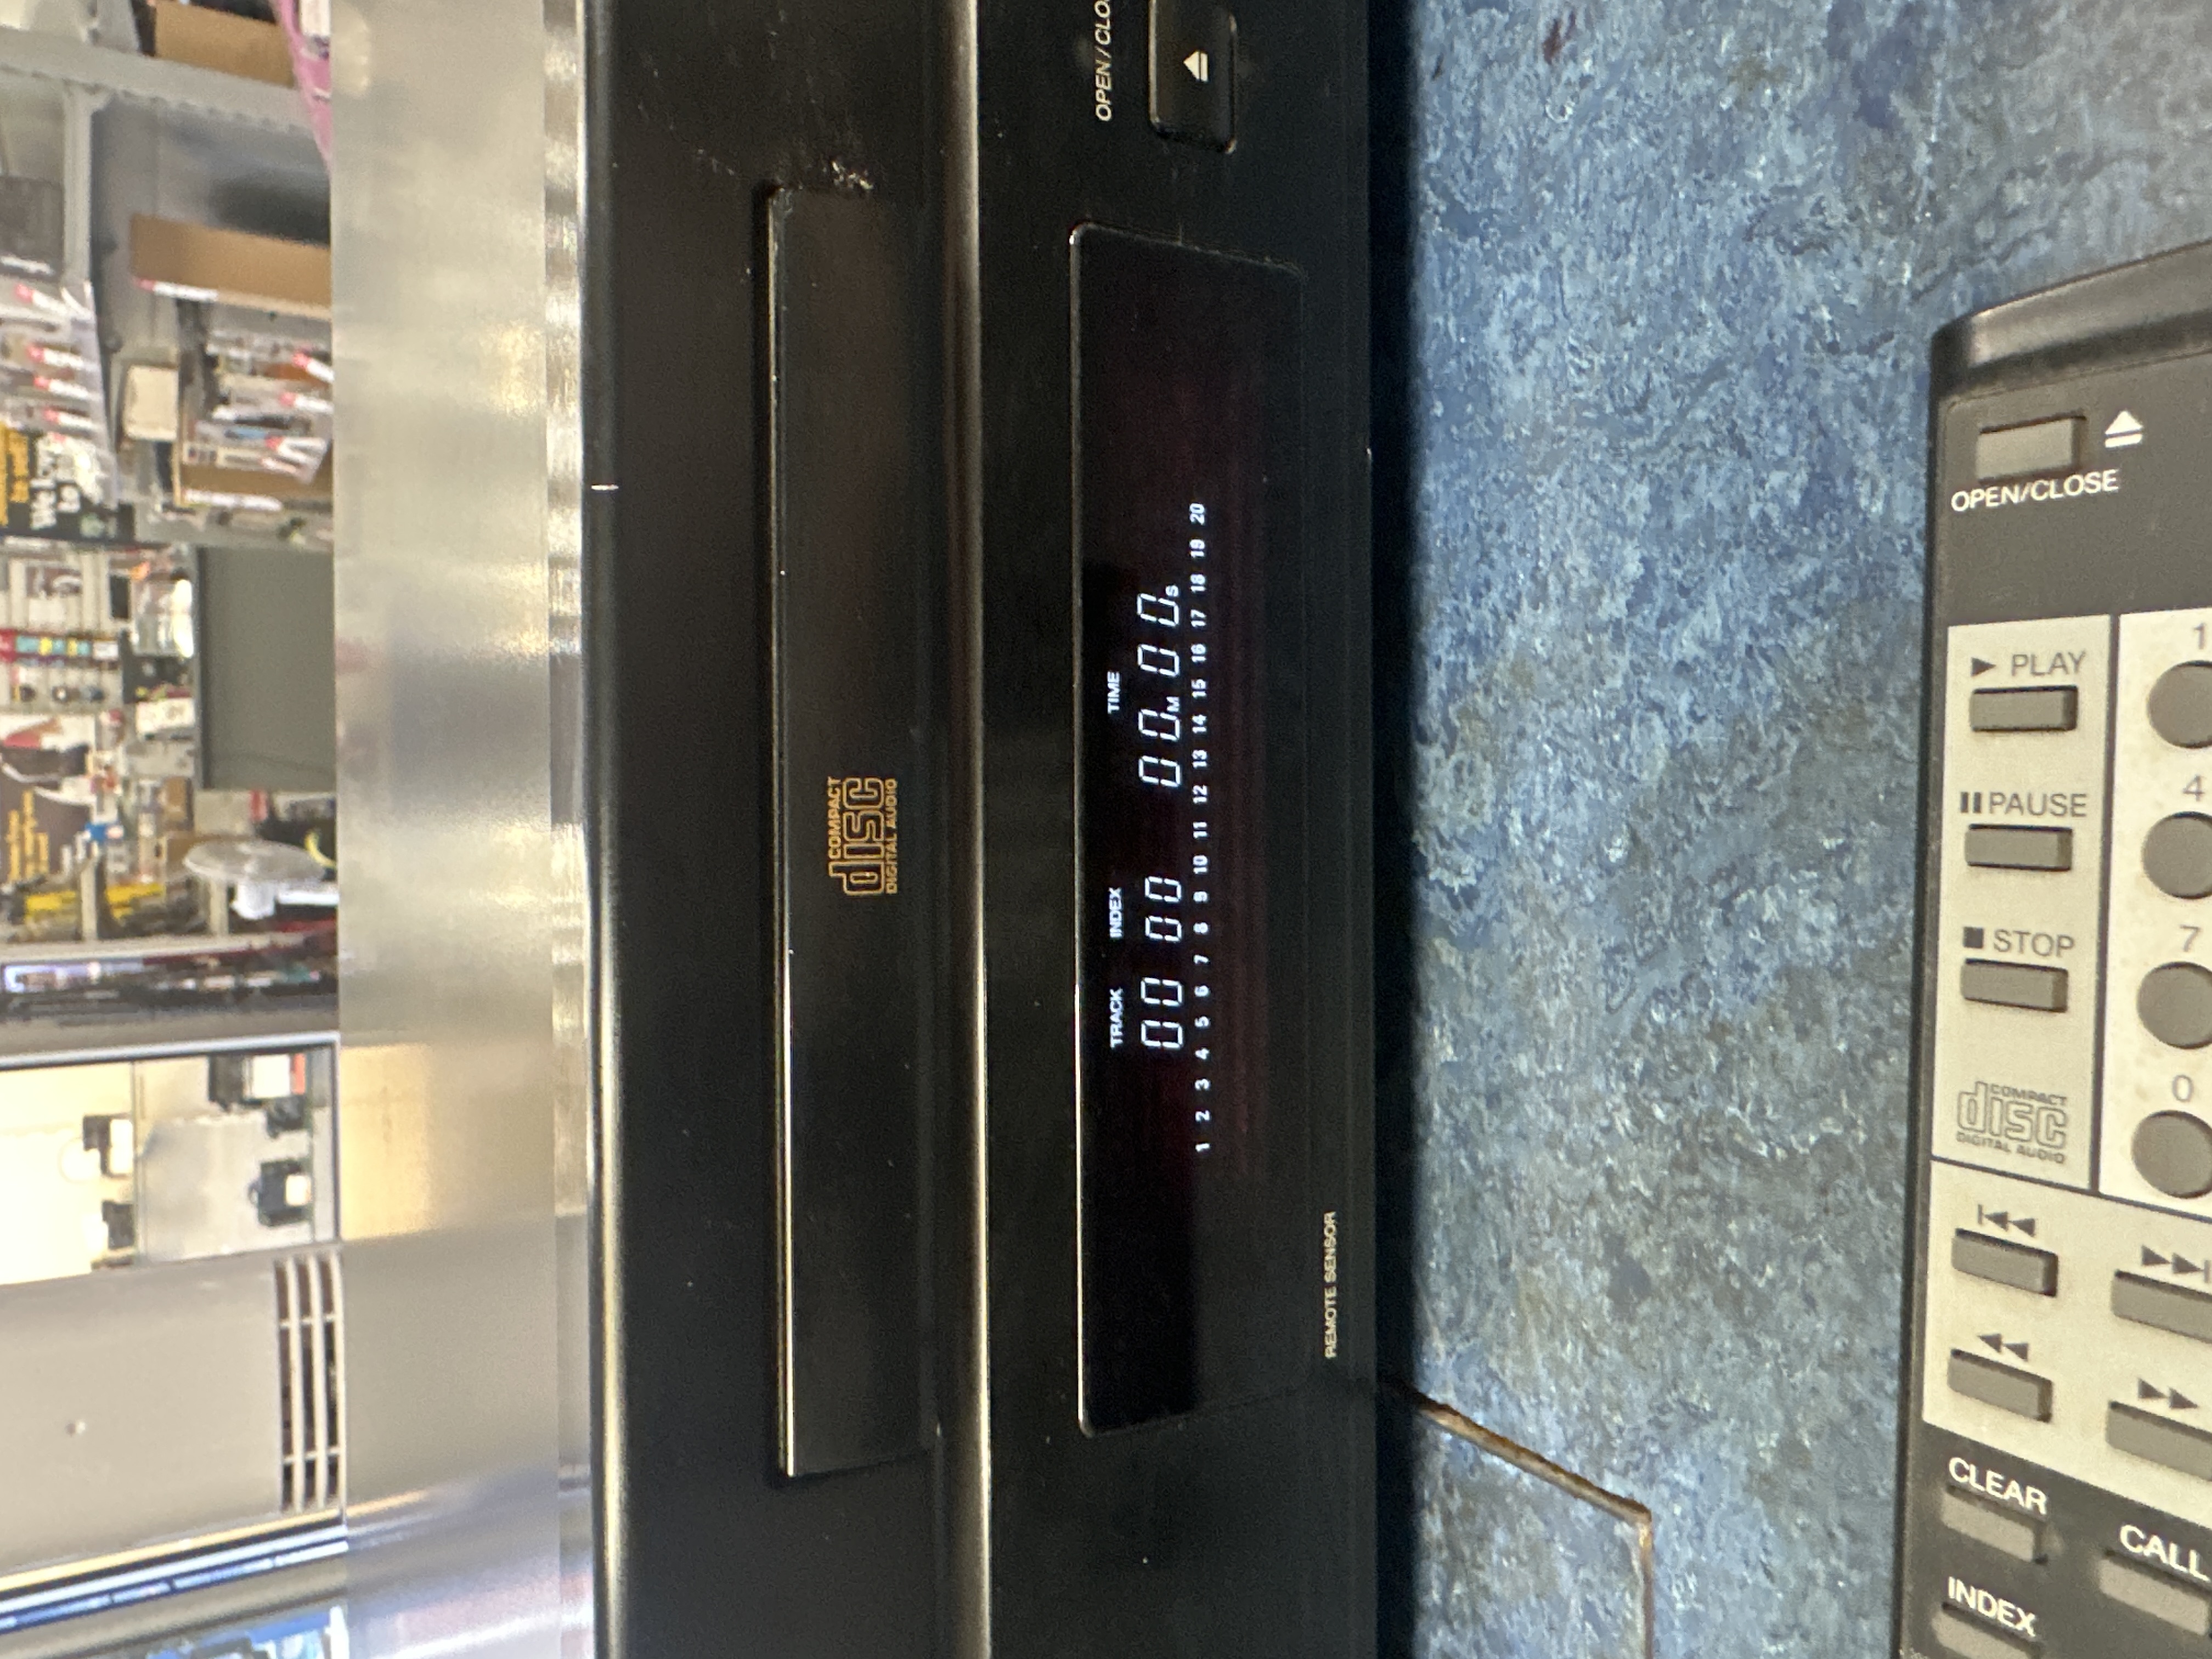 OPEN / CLO
COMPACT
disc
DIGITAL AUDIO
TRACK INDEX TIME
00 00 00M 00S
1 2 3 4 5 6 7 8 9 10 11 12 13 14 15 16 17 18 19 20
REMOTE SENSOR
OPEN/CLOSE
INDEX CLEAR
COMPACT
disc
DIGITAL AUDIO
STOP PAUSE PLAY
CALL
0 7 4 1